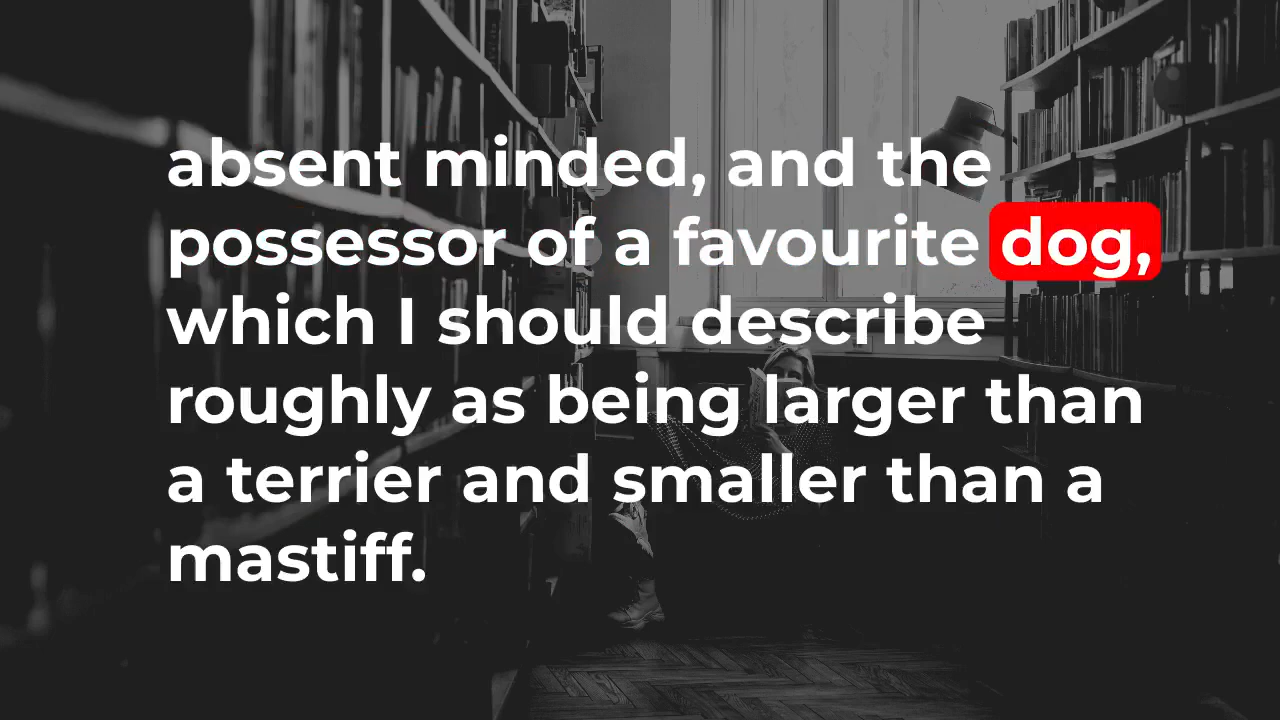 absent minded, and the
possessor of a favourite dog,
which I should describe
roughly as being larger than
a terrier and smaller than a
mastiff.